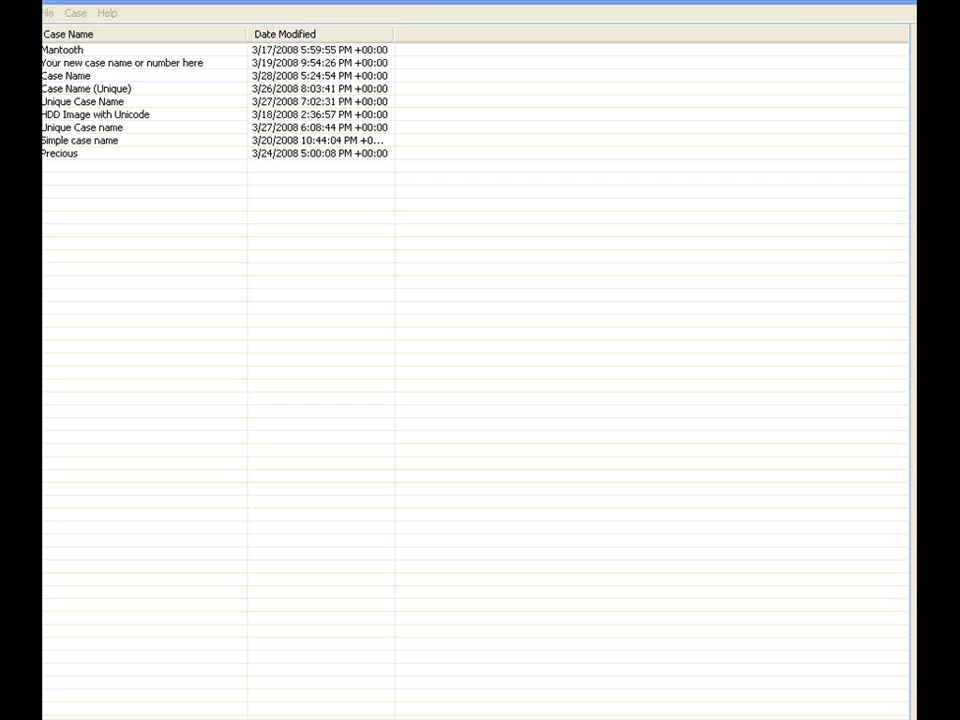 File Case Help
Case Name Date Modified
Mantooth 3/17/2008 5:59:55 PM +00:00
Your new case name or number here 3/19/2008 9:54:26 PM +00:00
Case Name 3/28/2008 5:24:54 PM +00:00
Case Name (Unique) 3/26/2008 8:03:41 PM +00:00
Unique Case Name 3/27/2008 7:02:31 PM +00:00
HDD Image with Unicode 3/18/2008 2:36:57 PM +00:00
Unique Case name 3/27/2008 6:08:44 PM +00:00
Simple case name 3/20/2008 10:44:04 PM +0...
Precious 3/24/2008 5:00:08 PM +00:00